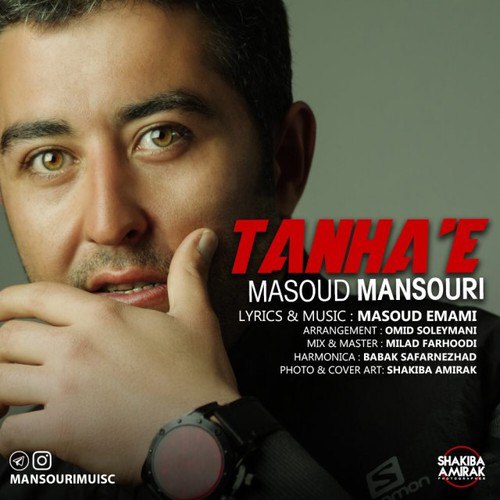 TANHA'E
MASOUD MANSOURI
LYRICS & MUSIC : MASOUD EMAMI
ARRANGEMENT : OMID SOLEYMANI
MIX & MASTER : MILAD FARHOODI
HARMONICA : BABAK SAFARNEZHAD
PHOTO & COVER ART: SHAKIBA AMIRAK
MANSOURIMUISC
SHAKIBA
AMIRAK
PHOTOGRAPHER